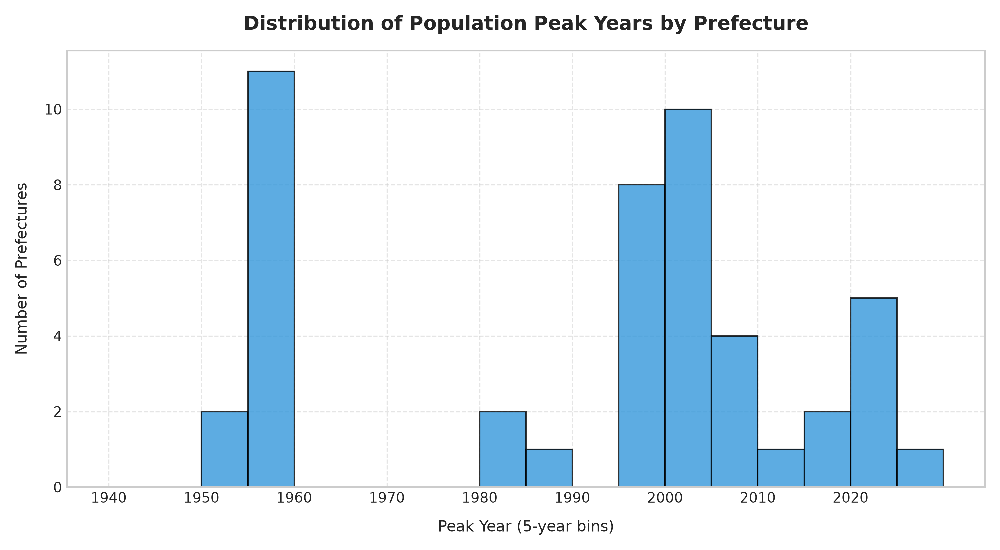 Distribution of Population Peak Years by Prefecture
Number of Prefectures
10
8
6
4
2
0
1940 1950 1960 1970 1980 1990 2000 2010 2020
Peak Year (5-year bins)